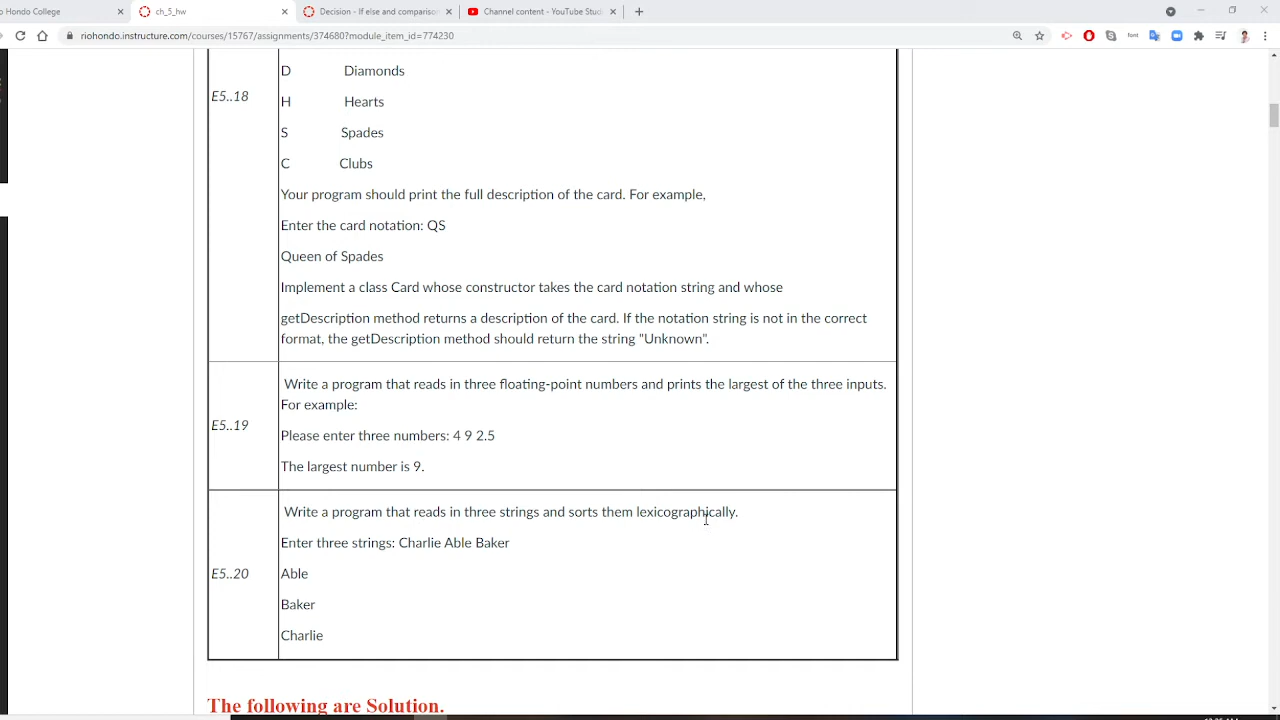 o Hondo College
ch_5_hw
Decision - If else and comparison
Channel content - YouTube Studi
riohondo.instructure.com/courses/15767/assignments/374680?module_item_id=774230
D Diamonds
E5..18
H Hearts
S Spades
C Clubs
Your program should print the full description of the card. For example,
Enter the card notation: QS
Queen of Spades
Implement a class Card whose constructor takes the card notation string and whose
getDescription method returns a description of the card. If the notation string is not in the correct
format, the getDescription method should return the string "Unknown".
E5..19
Write a program that reads in three floating-point numbers and prints the largest of the three inputs.
For example:
Please enter three numbers: 4 9 2.5
The largest number is 9.
E5..20
Write a program that reads in three strings and sorts them lexicographically.
Enter three strings: Charlie Able Baker
Able
Baker
Charlie
The following are Solution.